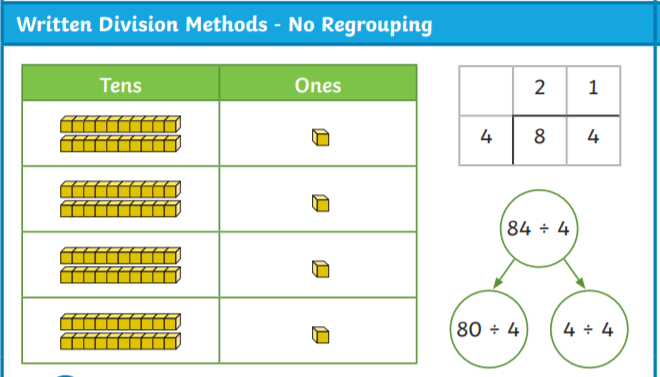 Written Division Methods - No Regrouping
Tens Ones
2 1
4 8 4
84 ÷ 4
80 ÷ 4 4 ÷ 4